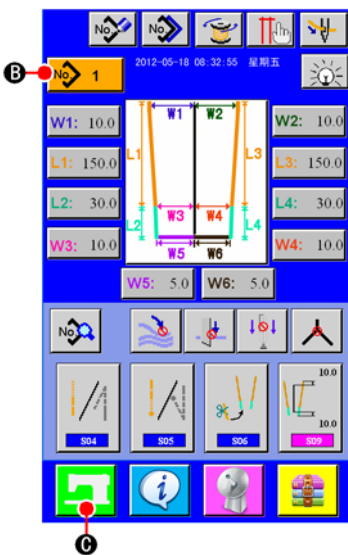 No.
No.
B
No. 1
2012-05-18 08:32:55 星期五
W1: 10.0
W1
W2
W2: 10.0
L1: 150.0
L1
L3
L3: 150.0
L2: 30.0
L2
W3
W4
L4
L4: 30.0
W3: 10.0
W5
W6
W4: 10.0
W5: 5.0
W6: 5.0
No.
10.0
10.0
S04
S05
S06
S09
i
C